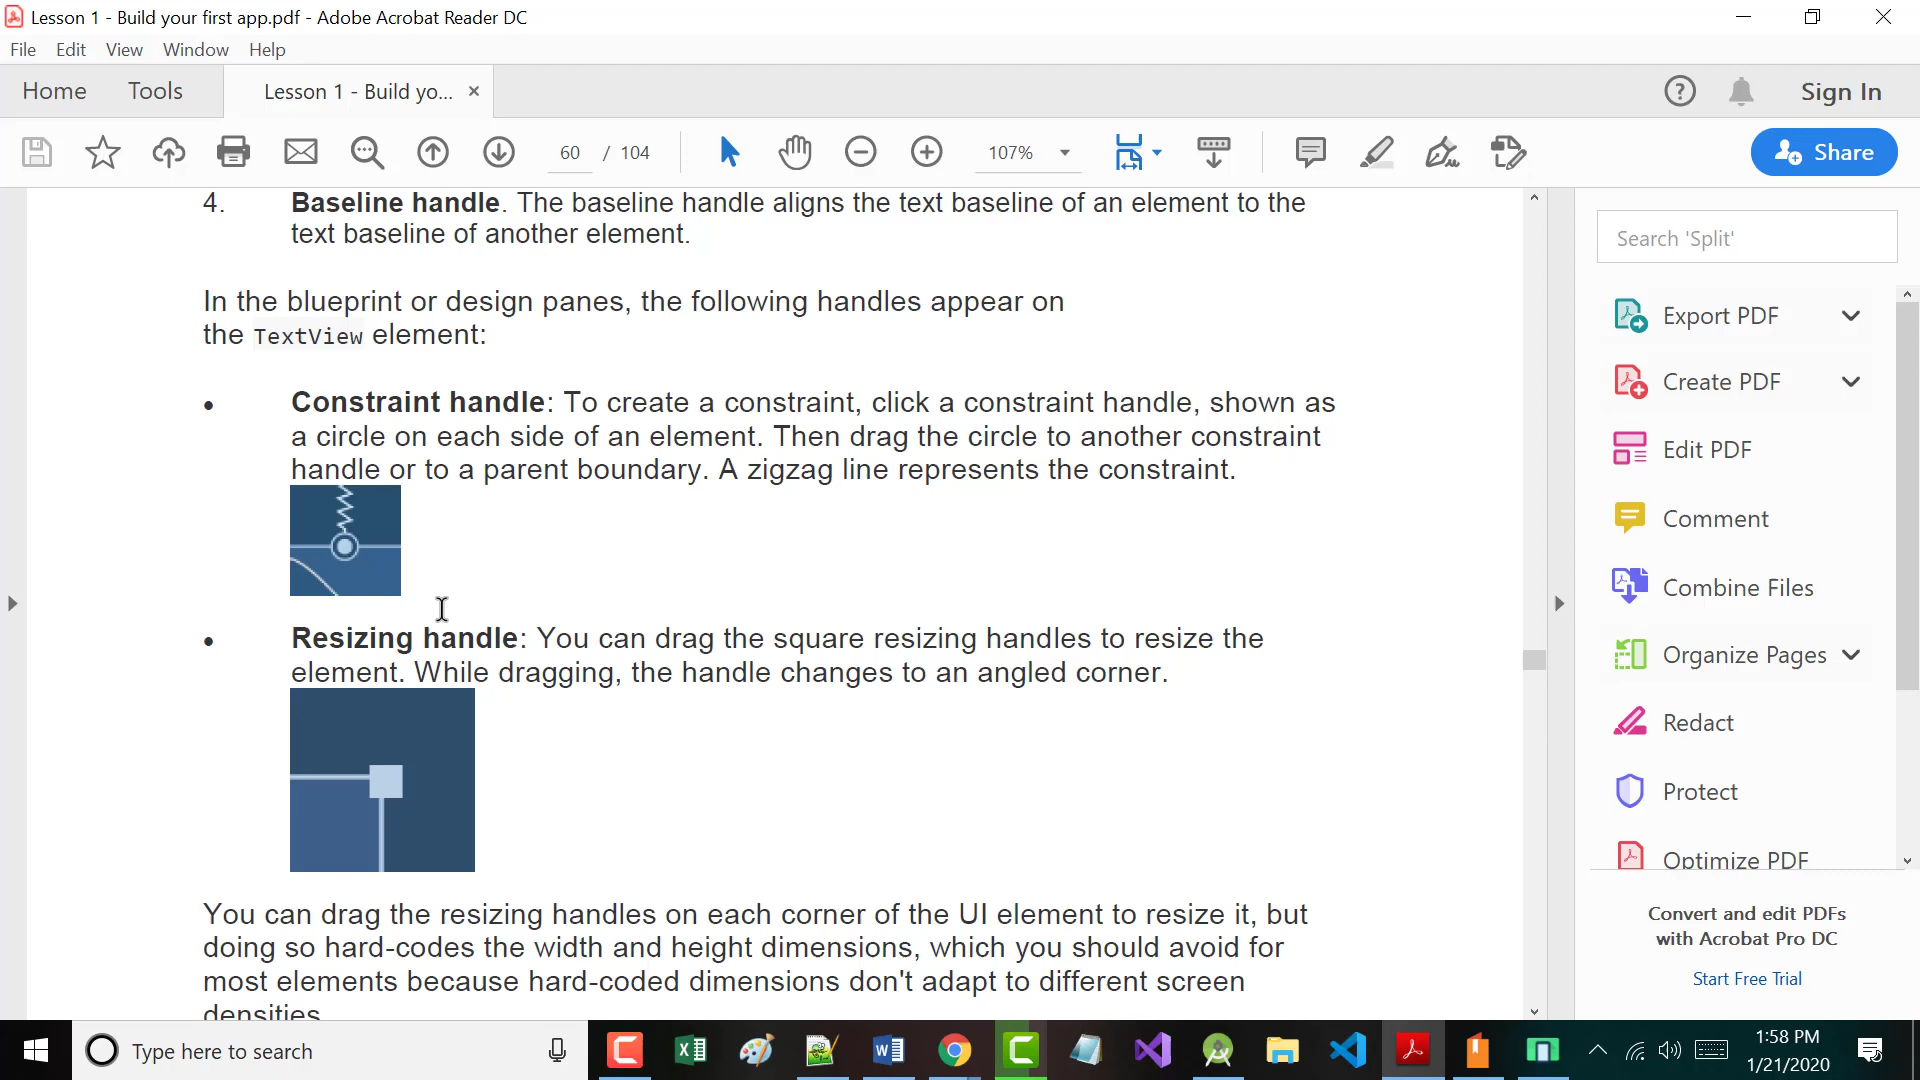 Lesson 1 - Build your first app.pdf - Adobe Acrobat Reader DC
File Edit View Window Help
Home Tools Lesson 1 - Build yo... × Sign In
60 / 104 107% Share
4. Baseline handle. The baseline handle aligns the text baseline of an element to the
text baseline of another element.
In the blueprint or design panes, the following handles appear on
the TextView element:
• Constraint handle: To create a constraint, click a constraint handle, shown as
a circle on each side of an element. Then drag the circle to another constraint
handle or to a parent boundary. A zigzag line represents the constraint.
• Resizing handle: You can drag the square resizing handles to resize the
element. While dragging, the handle changes to an angled corner.
You can drag the resizing handles on each corner of the UI element to resize it, but
doing so hard-codes the width and height dimensions, which you should avoid for
most elements because hard-coded dimensions don't adapt to different screen
densities.
Search 'Split'
Export PDF
Create PDF
Edit PDF
Comment
Combine Files
Organize Pages
Redact
Protect
Optimize PDF
Convert and edit PDFs
with Acrobat Pro DC
Start Free Trial
Type here to search
1:58 PM
1/21/2020